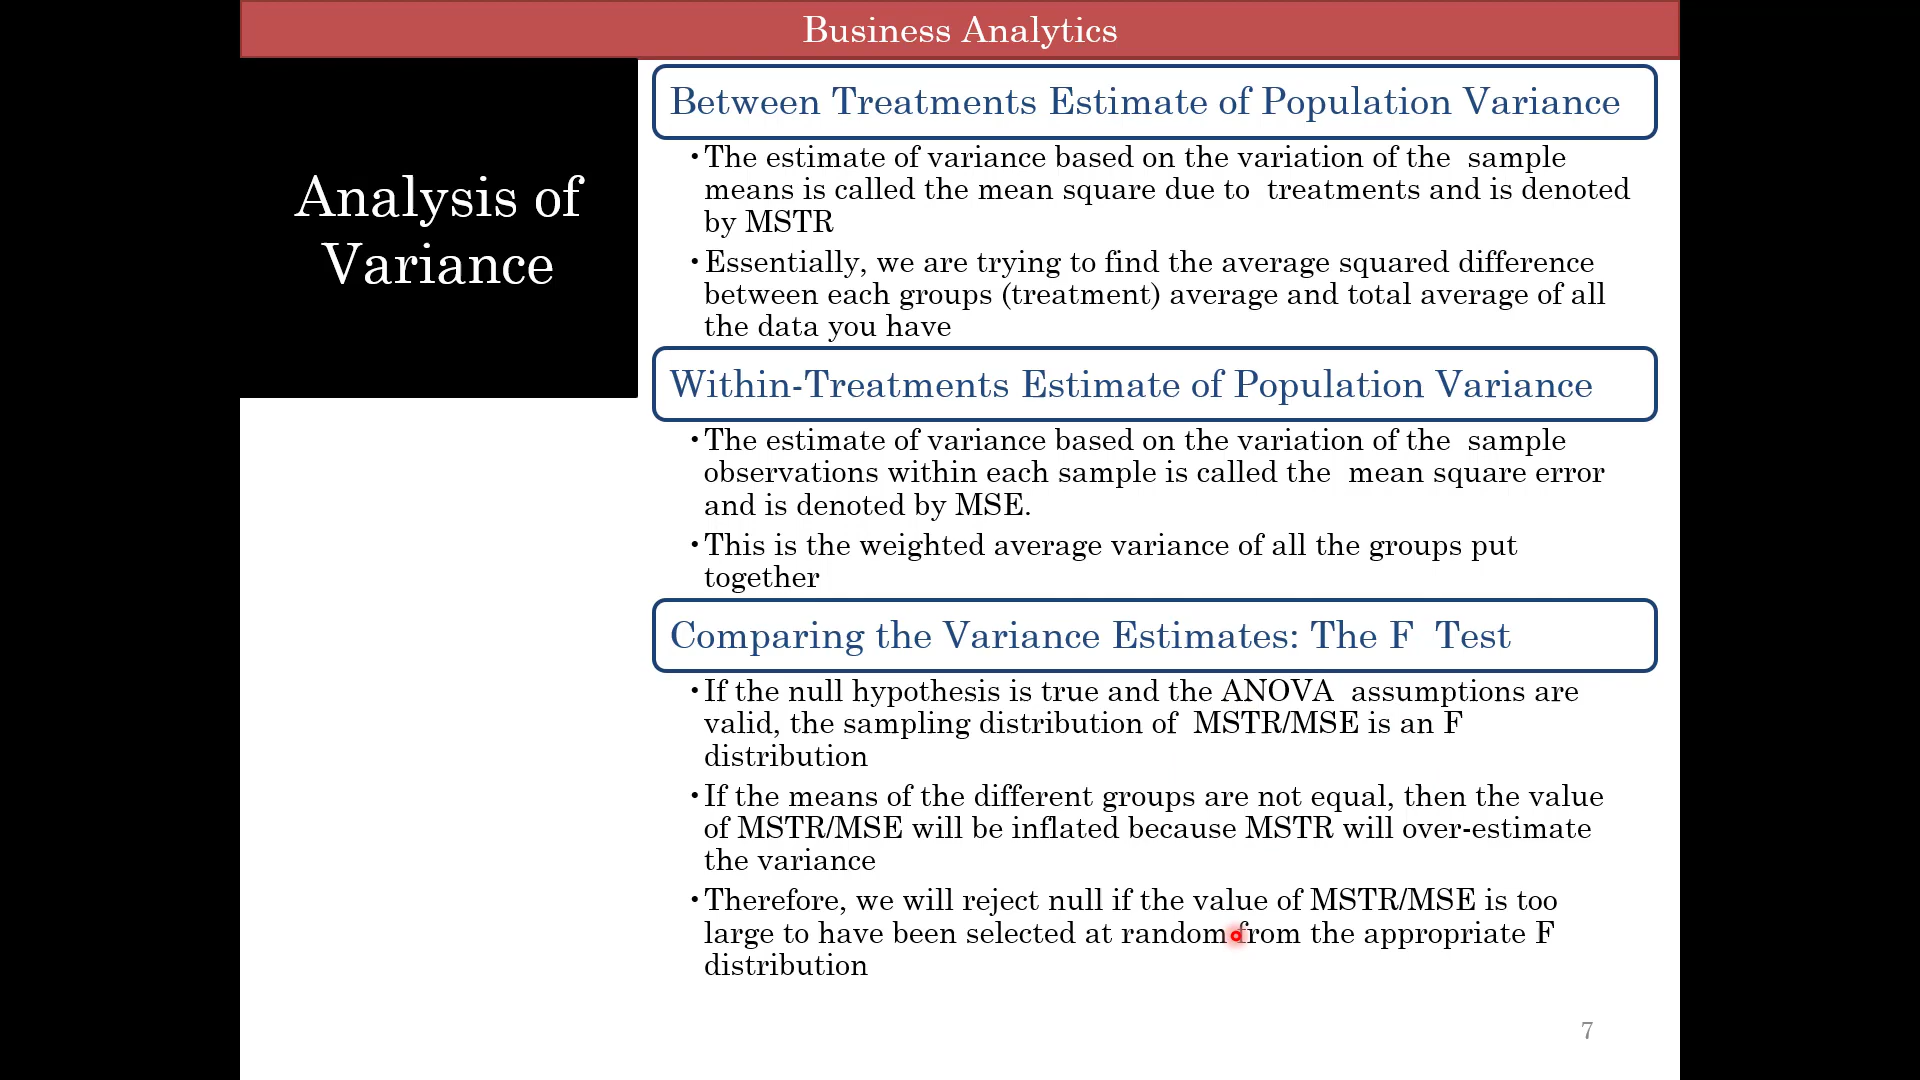 Business Analytics
Analysis of
Variance
Between Treatments Estimate of Population Variance
•The estimate of variance based on the variation of the  sample
means is called the mean square due to  treatments and is denoted
by MSTR
•Essentially, we are trying to find the average squared difference
between each groups (treatment) average and total average of all
the data you have
Within-Treatments Estimate of Population Variance
•The estimate of variance based on the variation of the  sample
observations within each sample is called the  mean square error
and is denoted by MSE.
•This is the weighted average variance of all the groups put
together
Comparing the Variance Estimates: The F  Test
•If the null hypothesis is true and the ANOVA  assumptions are
valid, the sampling distribution of  MSTR/MSE is an F
distribution
•If the means of the different groups are not equal, then the value
of MSTR/MSE will be inflated because MSTR will over-estimate
the variance
•Therefore, we will reject null if the value of MSTR/MSE is too
large to have been selected at random from the appropriate F
distribution
7